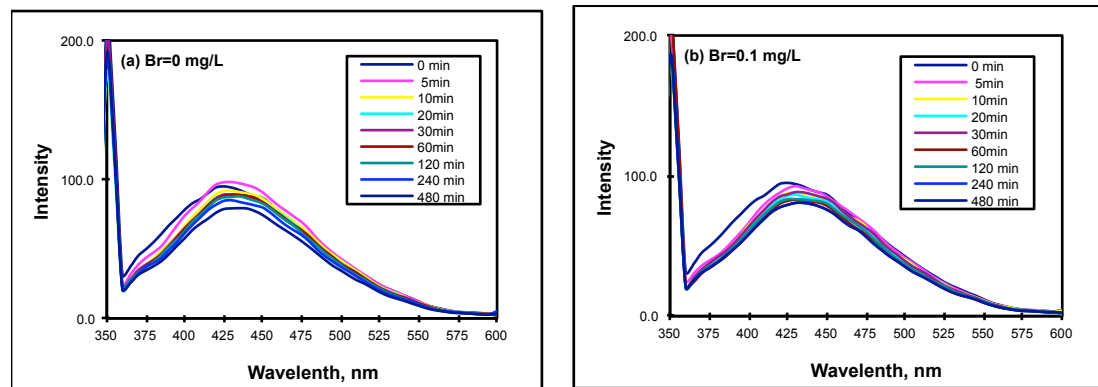 (a) Br=0 mg/L
200.0
100.0
0.0
Intensity
0 min
5min
10min
20min
30min
60min
120 min
240 min
480 min
350 375 400 425 450 475 500 525 550 575 600
Wavelenth, nm
(b) Br=0.1 mg/L
200.0
100.0
0.0
Intensity
0 min
5min
10min
20min
30min
60min
120 min
240 min
480 min
350 375 400 425 450 475 500 525 550 575 600
Wavelenth, nm